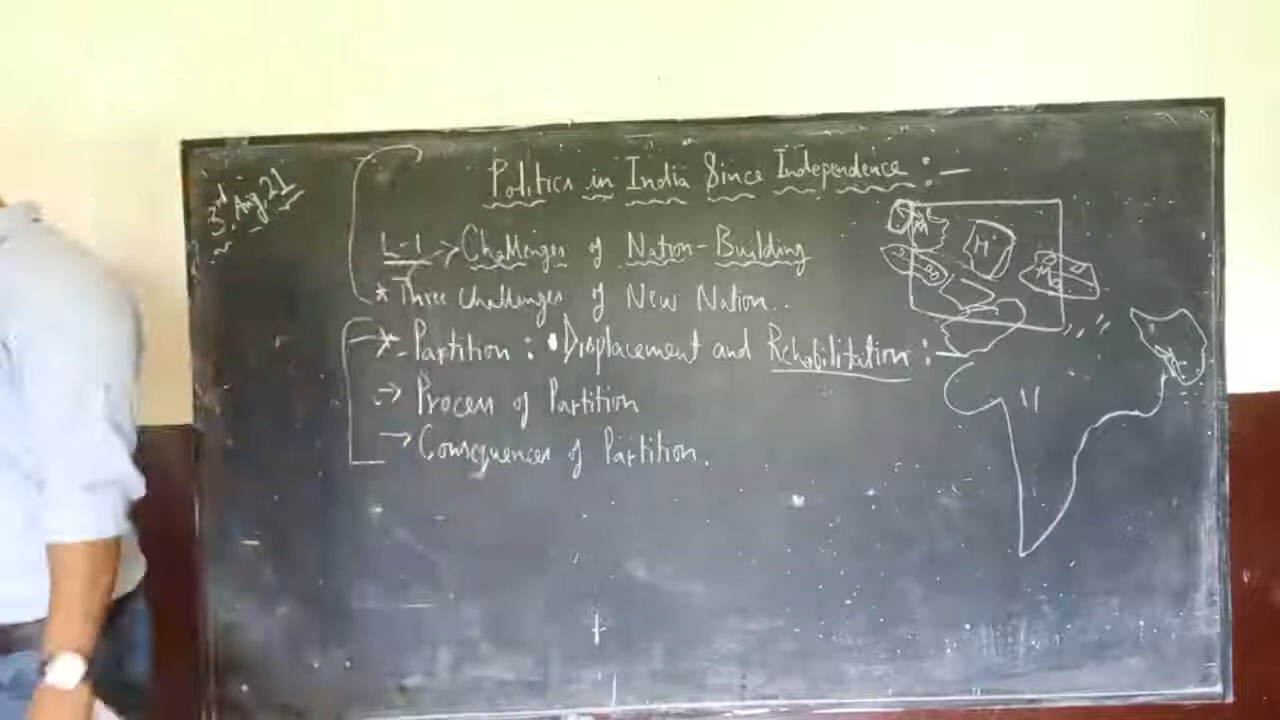 3rd Aug, 21
Politics in India Since Independence :-
L-1 → Challenges of Nation-Building
* Three Challenges of New Nation..
* Partition : Displacement and Rehabilitation :-
→ Process of Partition
→ Consequences of Partition.
M
H
M